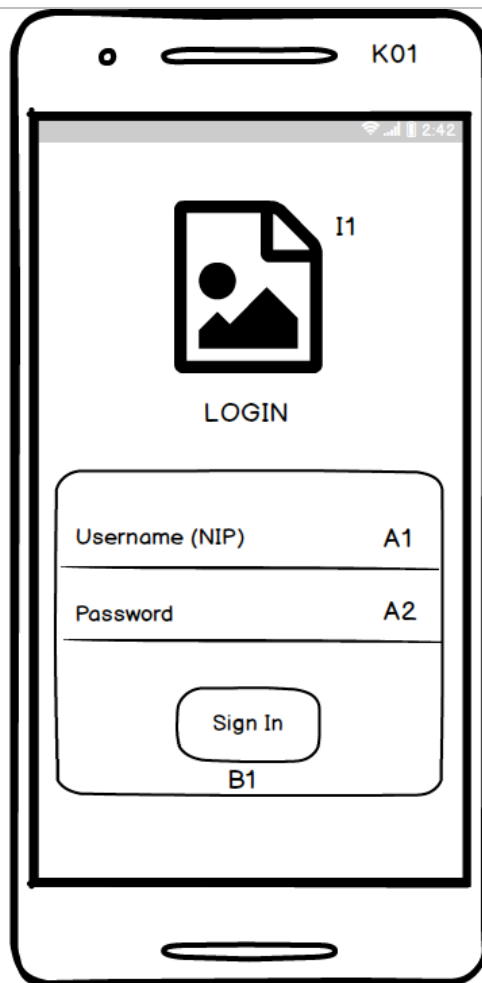 K01
2:42
I1
LOGIN
Username (NIP) A1
Password A2
Sign In
B1